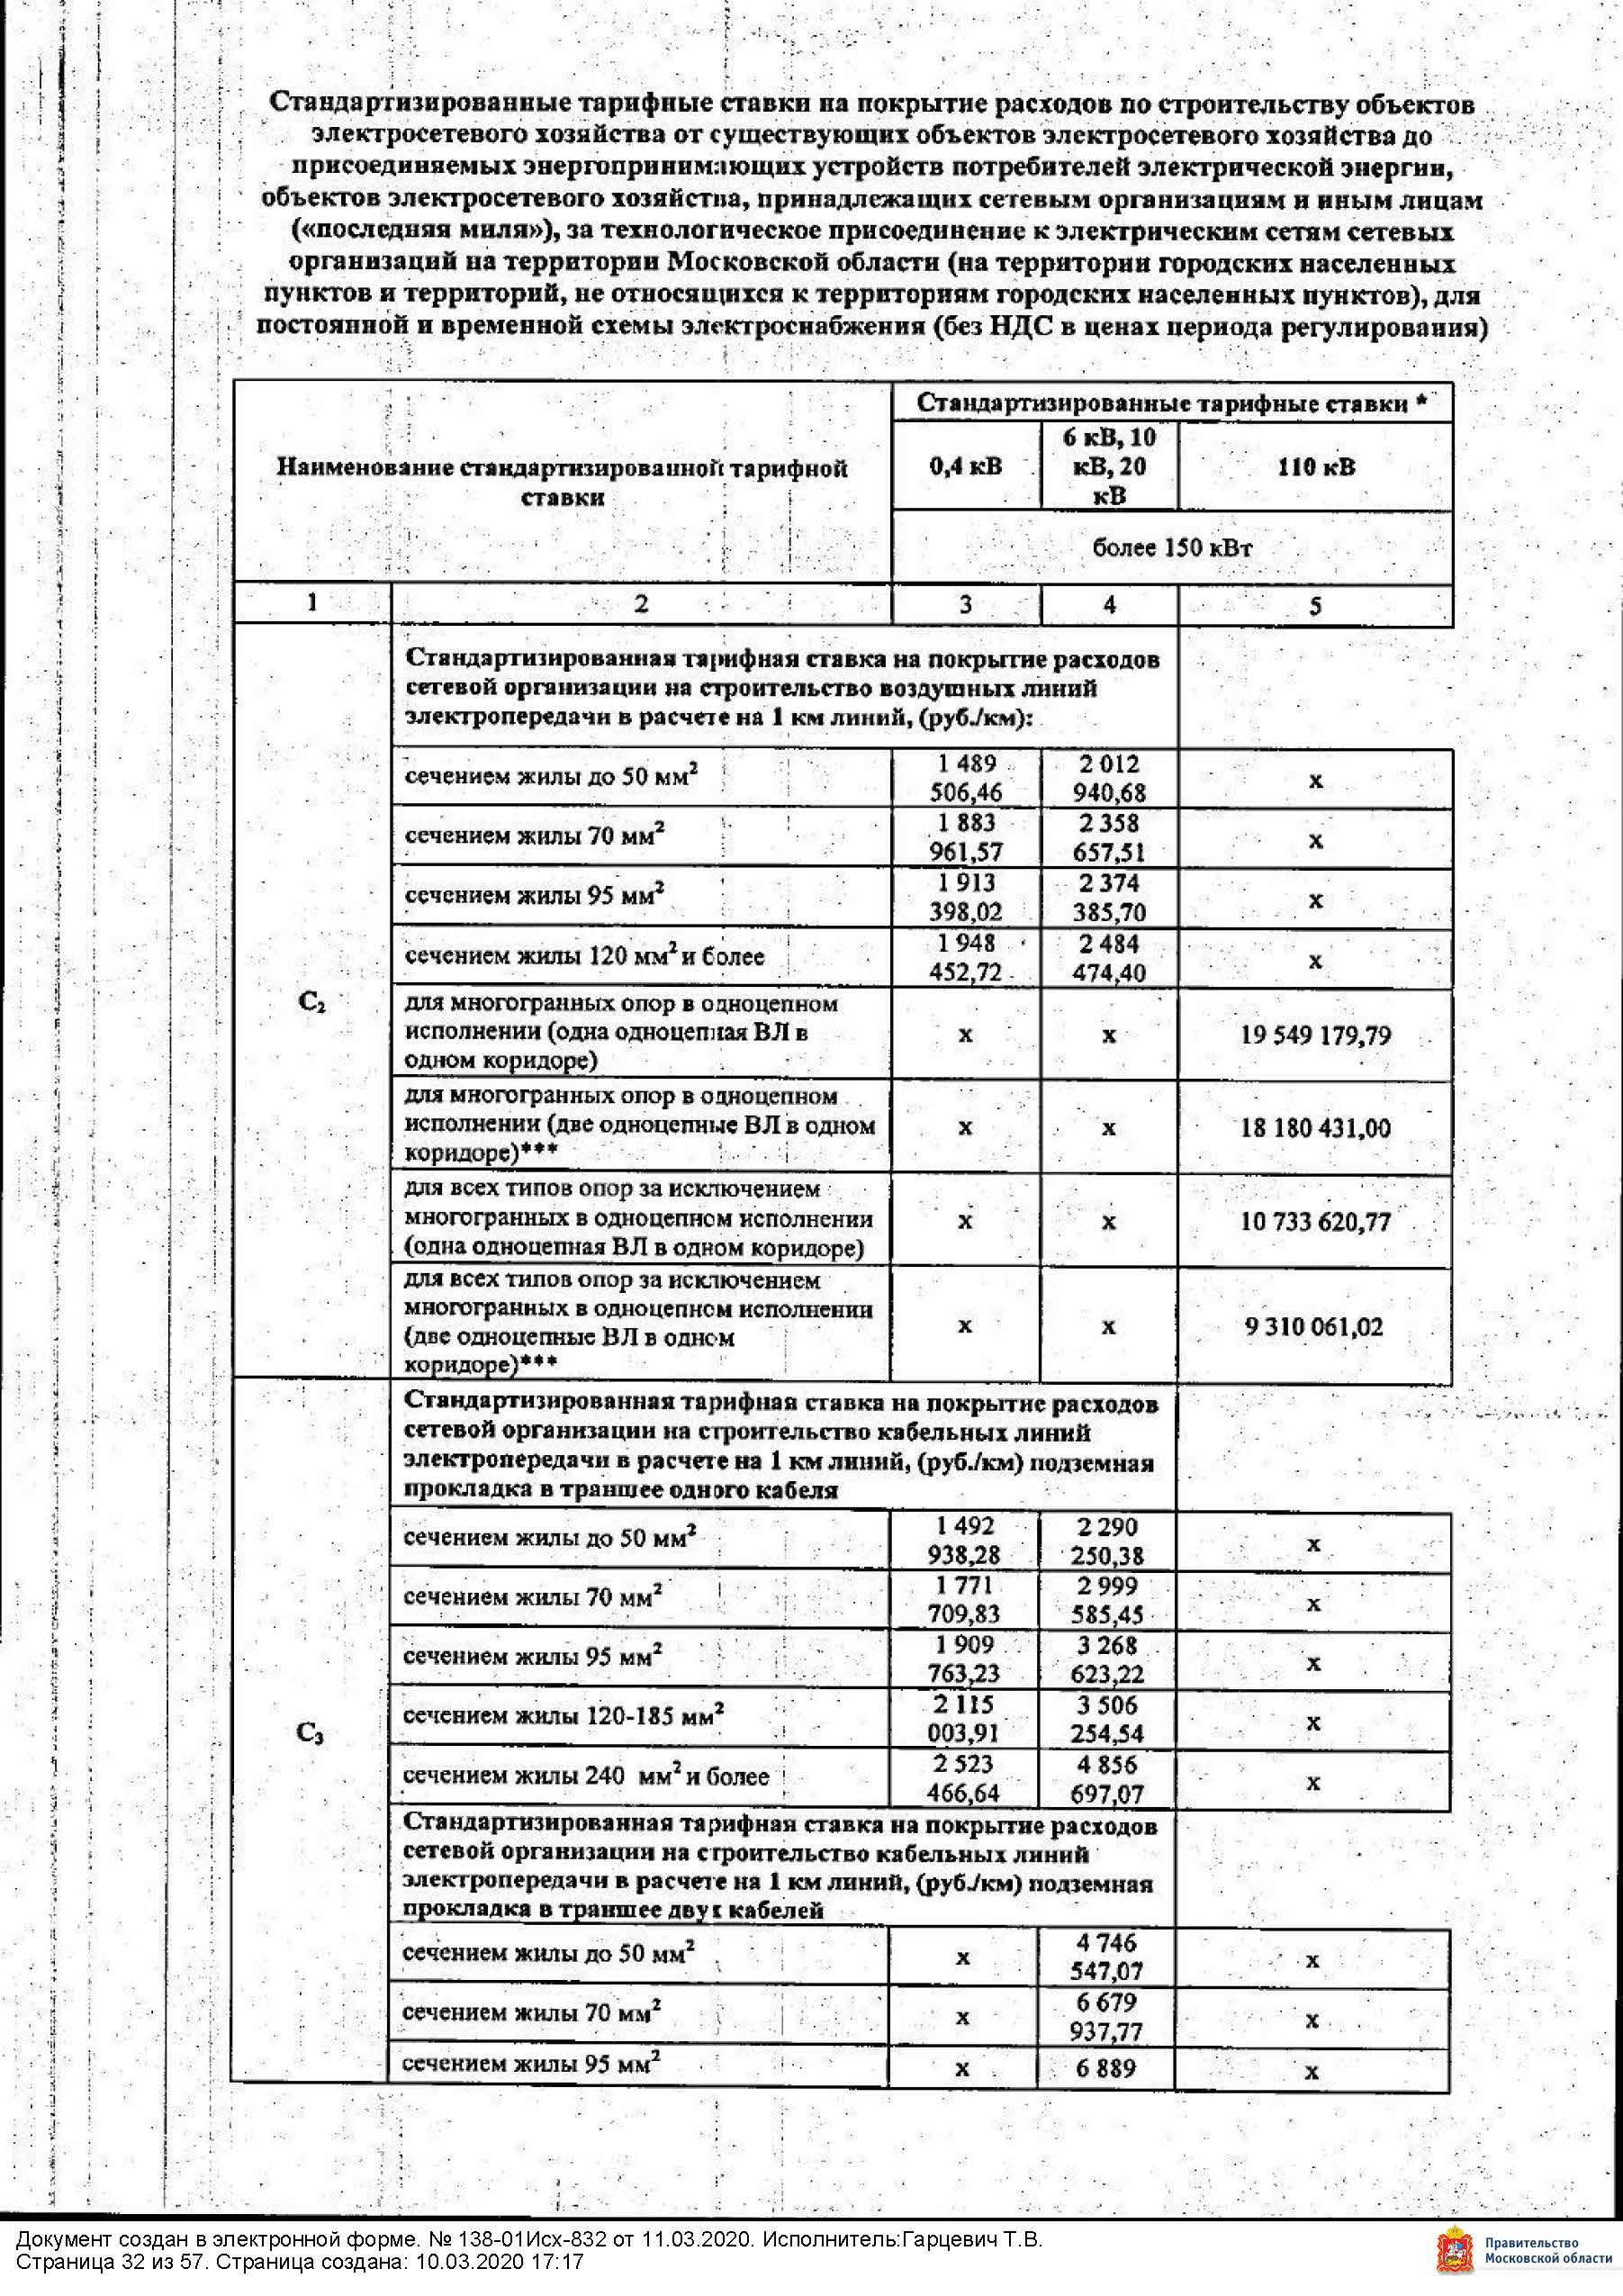 Стандартизированные тарифные ставки на покрытие расходов по строительству объектов
электросетевого хозяйства от существующих объектов электросетевого хозяйства до
присоединяемых энергопринимающих устройств потребителей электрической энергии,
объектов электросетевого хозяйства, принадлежащих сетевым организациям и иным лицам
(«последняя миля»), за технологическое присоединение к электрическим сетям сетевых
организаций на территории Московской области (на территории городских населенных
пунктов и территорий, не относящихся к территориям городских населенных пунктов), для
постоянной и временной схемы электроснабжения (без НДС в ценах периода регулирования)
Наименование стандартизированной тарифной
ставки
Стандартизированные тарифные ставки *
0,4 кВ
6 кВ, 10
кВ, 20
кВ
110 кВ
более 150 кВт
1 2 3 4 5
C₂
Стандартизированная тарифная ставка на покрытие расходов
сетевой организации на строительство воздушных линий
электропередачи в расчете на 1 км линий, (руб./км):
сечением жилы до 50 мм²
1 489
506,46
2 012
940,68
x
сечением жилы 70 мм²
1 883
961,57
2 358
657,51
x
сечением жилы 95 мм²
1 913
398,02
2 374
385,70
x
сечением жилы 120 мм² и более
1 948
452,72
2 484
474,40
x
для многогранных опор в одноцепном
исполнении (одна одноцепная ВЛ в
одном коридоре)
x x 19 549 179,79
для многогранных опор в одноцепном
исполнении (две одноцепные ВЛ в одном
коридоре)***
x x 18 180 431,00
для всех типов опор за исключением
многогранных в одноцепном исполнении
(одна одноцепная ВЛ в одном коридоре)
x x 10 733 620,77
для всех типов опор за исключением
многогранных в одноцепном исполнении
(две одноцепные ВЛ в одном
коридоре)***
x x 9 310 061,02
C₃
Стандартизированная тарифная ставка на покрытие расходов
сетевой организации на строительство кабельных линий
электропередачи в расчете на 1 км линий, (руб./км) подземная
прокладка в траншее одного кабеля
сечением жилы до 50 мм²
1 492
938,28
2 290
250,38
x
сечением жилы 70 мм²
1 771
709,83
2 999
585,45
x
сечением жилы 95 мм²
1 909
763,23
3 268
623,22
x
сечением жилы 120-185 мм²
2 115
003,91
3 506
254,54
x
сечением жилы 240 мм² и более
2 523
466,64
4 856
697,07
x
Стандартизированная тарифная ставка на покрытие расходов
сетевой организации на строительство кабельных линий
электропередачи в расчете на 1 км линий, (руб./км) подземная
прокладка в траншее двух кабелей
сечением жилы до 50 мм²
x
4 746
547,07
x
сечением жилы 70 мм²
x
6 679
937,77
x
сечением жилы 95 мм²
x 6 889 x
Документ создан в электронной форме. № 138-01Исх-832 от 11.03.2020. Исполнитель:Гарцевич Т.В.
Страница 32 из 57. Страница создана: 10.03.2020 17:17
Правительство
Московской области